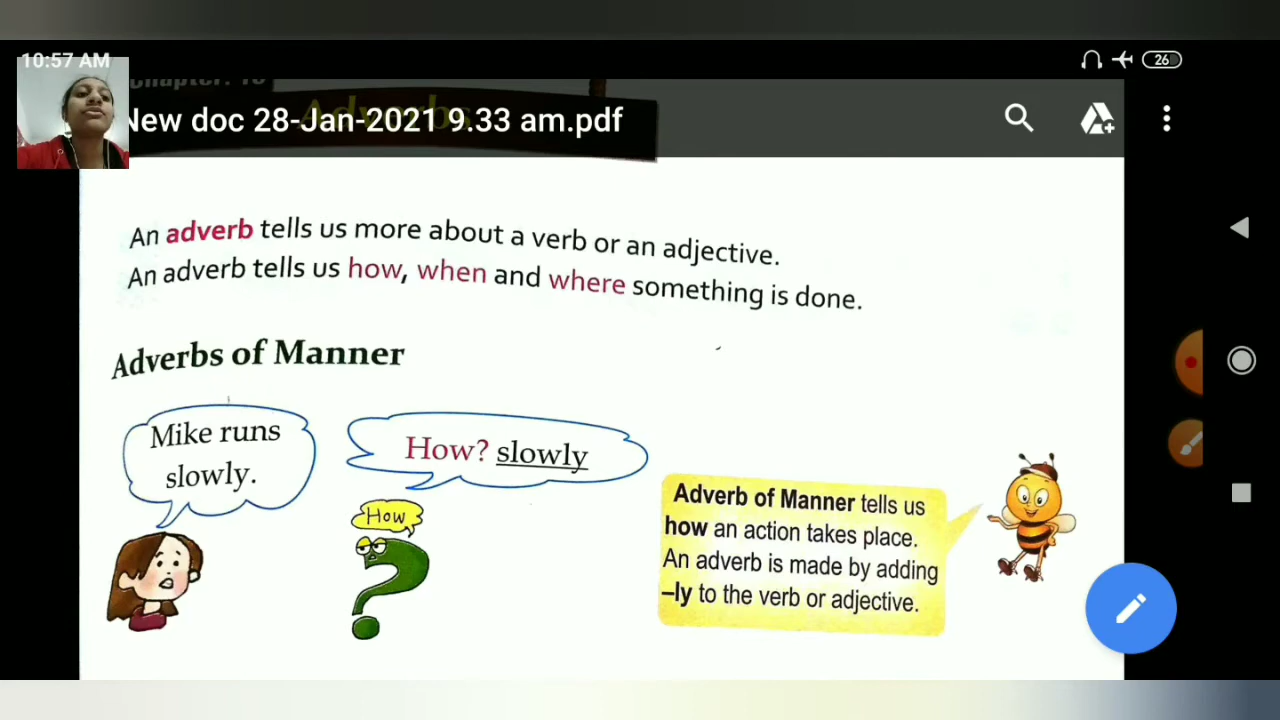 10:57 AM
26
Chapter: 10
Adverbs
New doc 28-Jan-2021 9.33 am.pdf
An adverb tells us more about a verb or an adjective.
An adverb tells us how, when and where something is done.
Adverbs of Manner
Mike runs
slowly.
How? slowly
How
Adverb of Manner tells us
how an action takes place.
An adverb is made by adding
–ly to the verb or adjective.